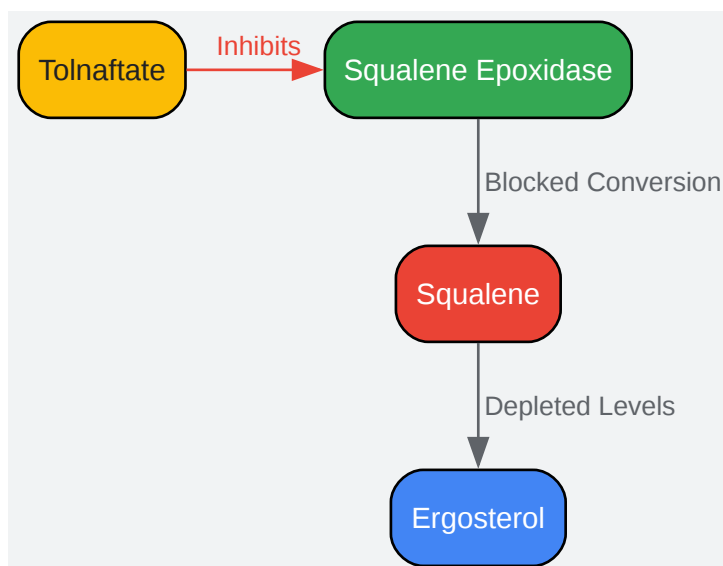 Tolnaftate
Inhibits
Squalene Epoxidase
Blocked Conversion
Squalene
Depleted Levels
Ergosterol